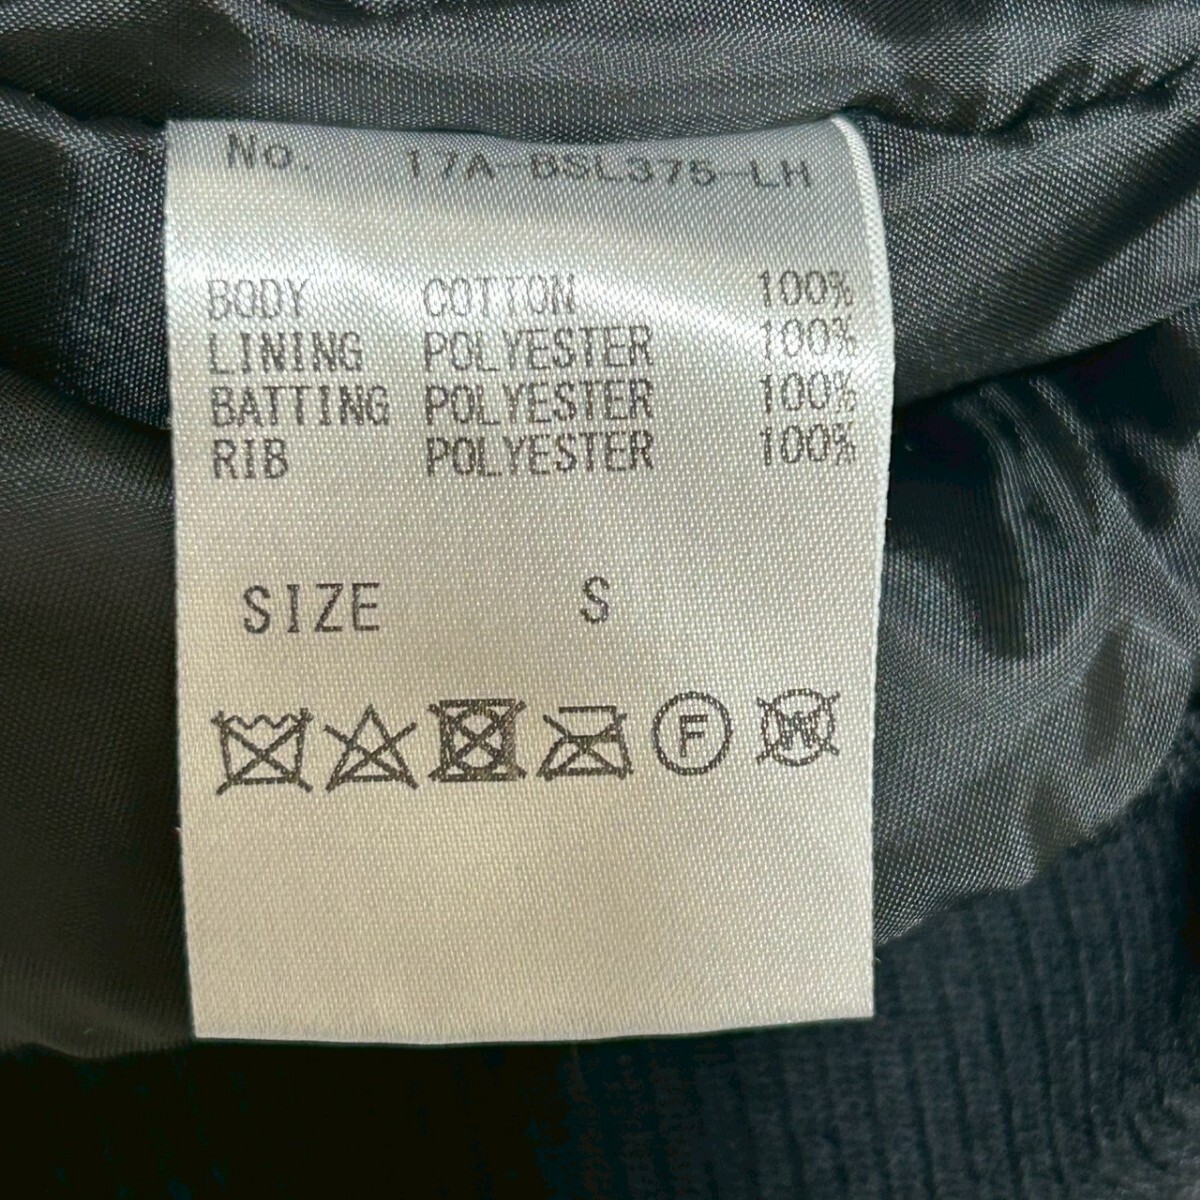 No. 17A-BSL375-LH
BODY COTTON 100%
LINING POLYESTER 100%
BATTING POLYESTER 100%
RIB POLYESTER 100%
SIZE S
F W